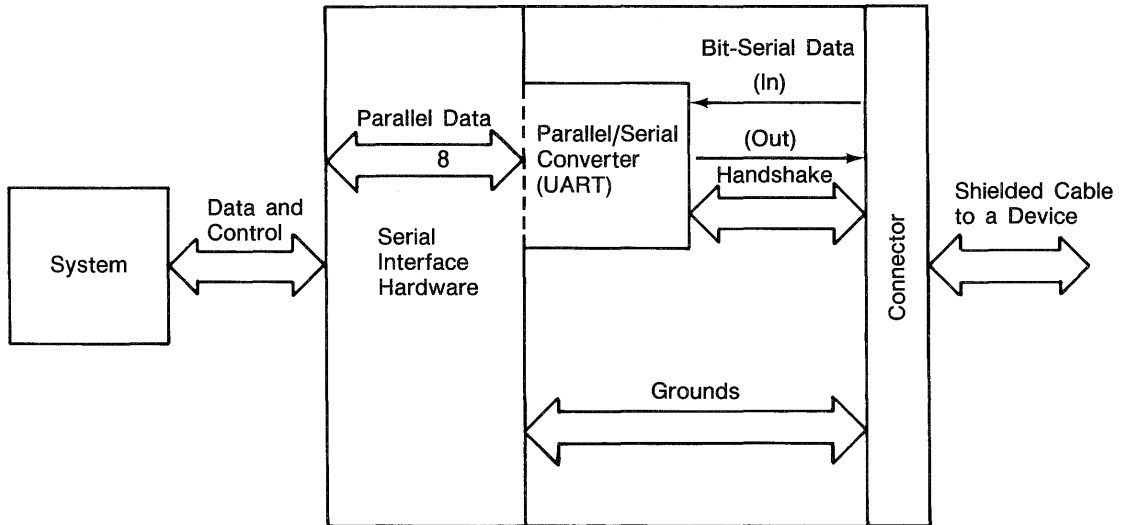 System
Data and
Control
Parallel Data
8
Serial
Interface
Hardware
Parallel/Serial
Converter
(UART)
Bit-Serial Data
(In)
(Out)
Handshake
Grounds
Connector
Shielded Cable
to a Device